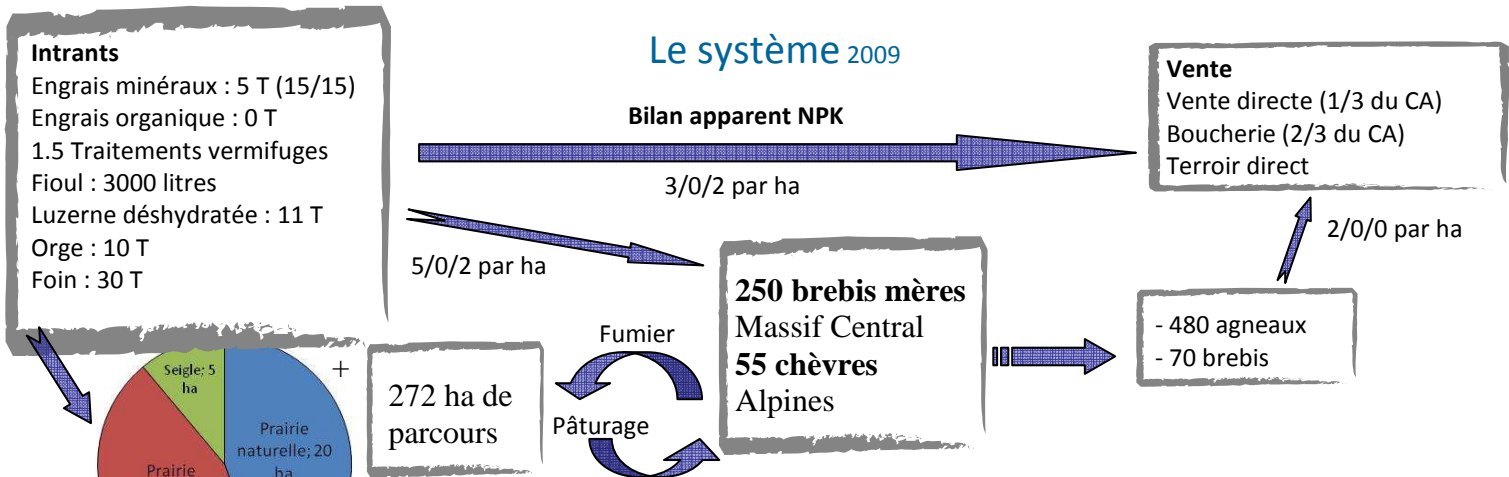 Le système 2009
Intrants
Engrais minéraux : 5 T (15/15)
Engrais organique : 0 T
1.5 Traitements vermifuges
Fioul : 3000 litres
Luzerne déshydratée : 11 T
Orge : 10 T
Foin : 30 T
Bilan apparent NPK
3/0/2 par ha
Vente
Vente directe (1/3 du CA)
Boucherie (2/3 du CA)
Terroir direct
5/0/2 par ha
2/0/0 par ha
250 brebis mères
Massif Central
55 chèvres
Alpines
- 480 agneaux
- 70 brebis
Fumier
Pâturage
272 ha de
parcours
+
Seigle; 5
ha
Prairie
naturelle; 20
ha
Prairie